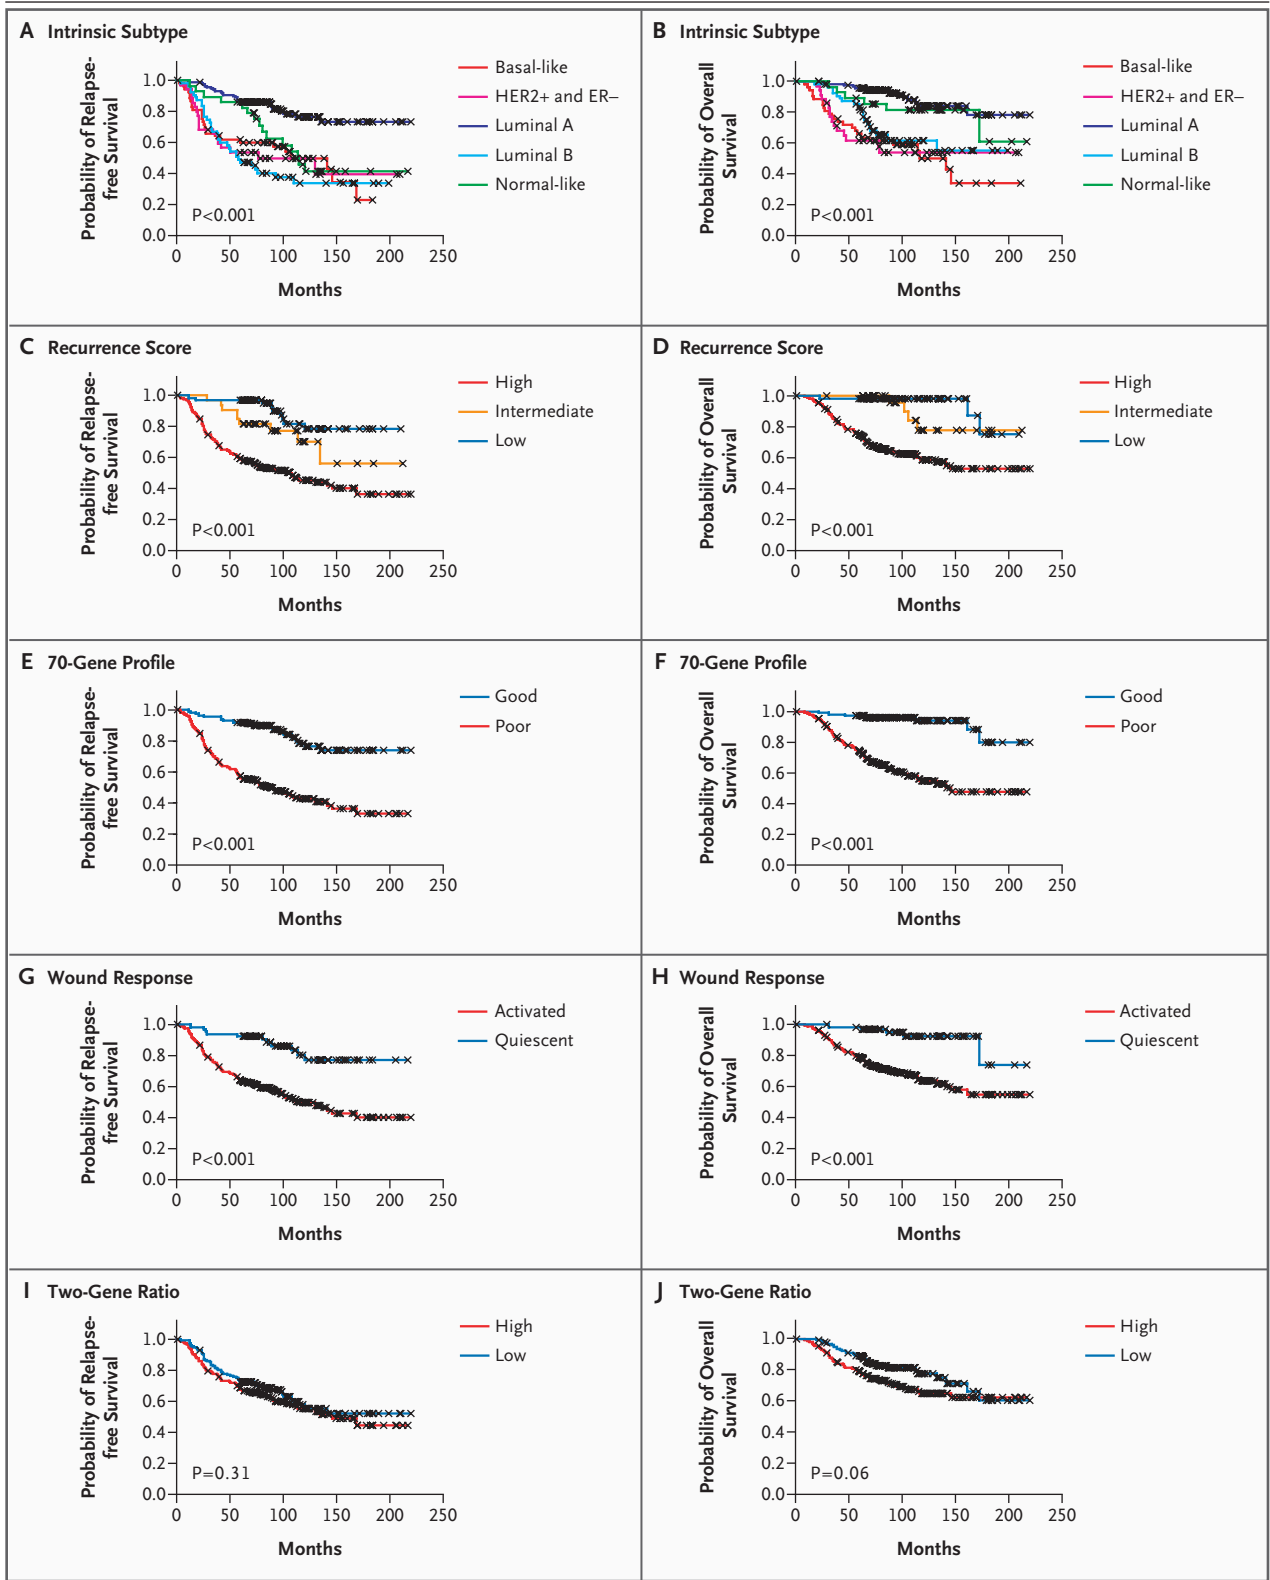 A Intrinsic Subtype
Probability of Relapse-
free Survival
1.0
0.8
0.6
0.4
0.2
0.0
P<0.001
0 50 100 150 200 250
Months
Basal-like
HER2+ and ER–
Luminal A
Luminal B
Normal-like
B Intrinsic Subtype
Probability of Overall
Survival
1.0
0.8
0.6
0.4
0.2
0.0
P<0.001
0 50 100 150 200 250
Months
Basal-like
HER2+ and ER–
Luminal A
Luminal B
Normal-like
C Recurrence Score
Probability of Relapse-
free Survival
1.0
0.8
0.6
0.4
0.2
0.0
P<0.001
0 50 100 150 200 250
Months
High
Intermediate
Low
D Recurrence Score
Probability of Overall
Survival
1.0
0.8
0.6
0.4
0.2
0.0
P<0.001
0 50 100 150 200 250
Months
High
Intermediate
Low
E 70-Gene Profile
Probability of Relapse-
free Survival
1.0
0.8
0.6
0.4
0.2
0.0
P<0.001
0 50 100 150 200 250
Months
Good
Poor
F 70-Gene Profile
Probability of Overall
Survival
1.0
0.8
0.6
0.4
0.2
0.0
P<0.001
0 50 100 150 200 250
Months
Good
Poor
G Wound Response
Probability of Relapse-
free Survival
1.0
0.8
0.6
0.4
0.2
0.0
P<0.001
0 50 100 150 200 250
Months
Activated
Quiescent
H Wound Response
Probability of Overall
Survival
1.0
0.8
0.6
0.4
0.2
0.0
P<0.001
0 50 100 150 200 250
Months
Activated
Quiescent
I Two-Gene Ratio
Probability of Relapse-
free Survival
1.0
0.8
0.6
0.4
0.2
0.0
P=0.31
0 50 100 150 200 250
Months
High
Low
J Two-Gene Ratio
Probability of Overall
Survival
1.0
0.8
0.6
0.4
0.2
0.0
P=0.06
0 50 100 150 200 250
Months
High
Low